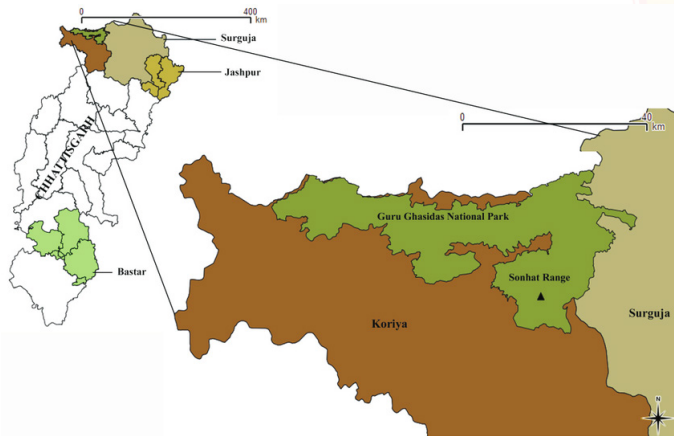 0 400
km
Surguja
Jashpur
CHHATTISGARH
Bastar
0 40
km
Guru Ghasidas National Park
Sonhat Range
Koriya
Surguja
N